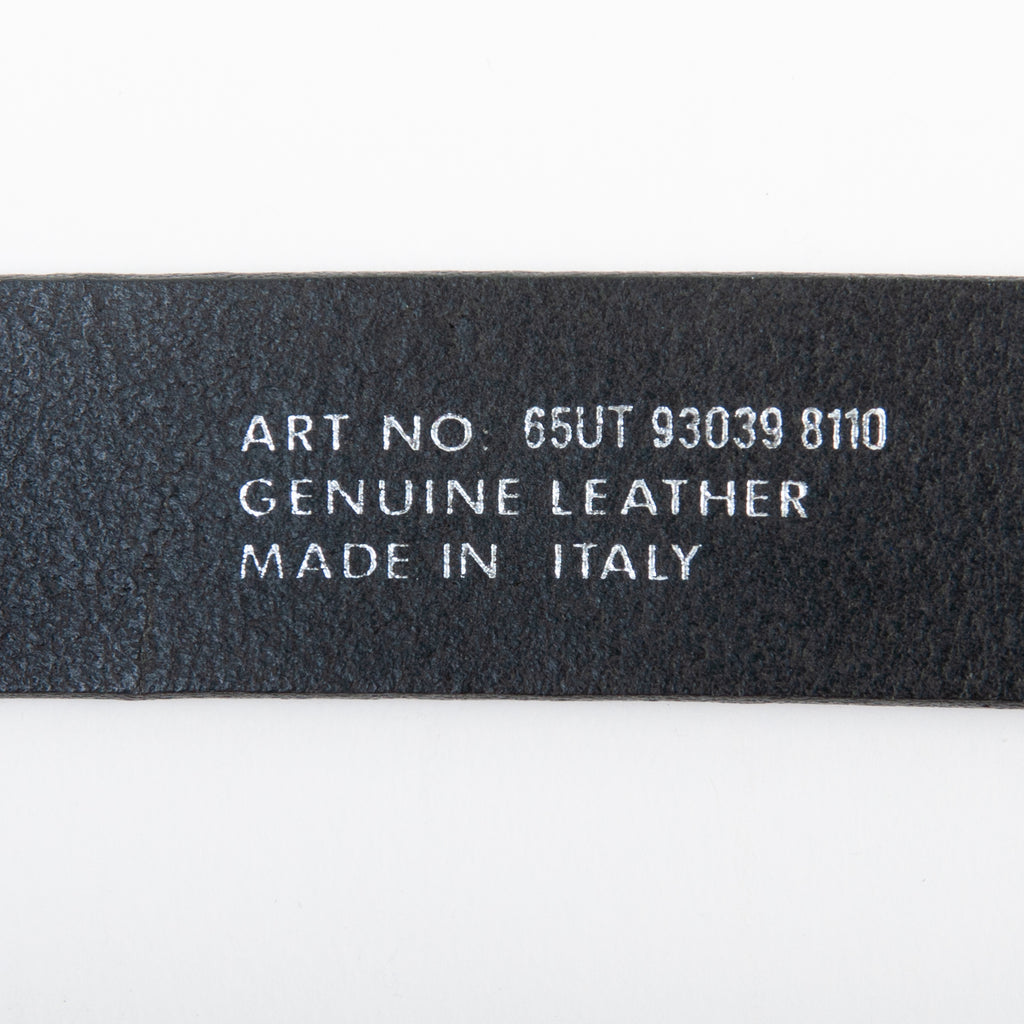 ART NO: 65UT 93039 8110
GENUINE LEATHER
MADE IN ITALY